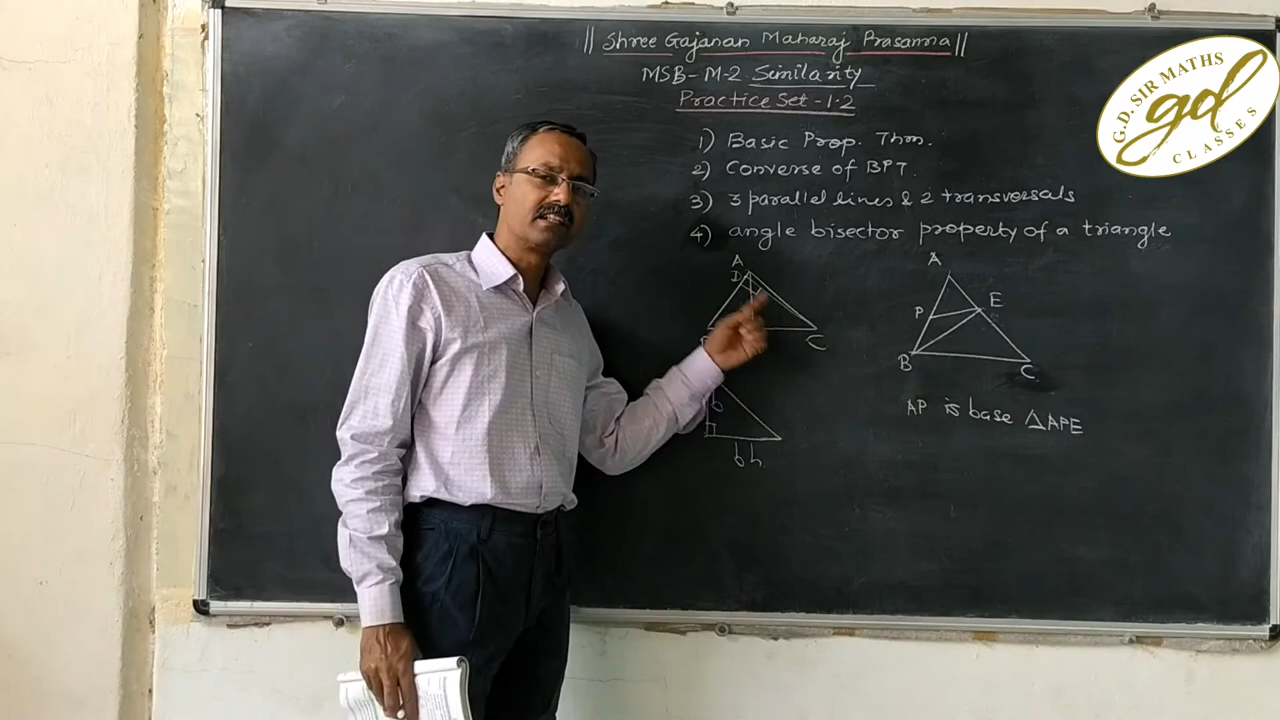 || Shree Gajanan Maharaj Prasanna ||
MSB- M-2 Similarity
Practice Set -1.2
1) Basic Prop. Thm.
2) Converse of BPT.
3) 3 parallel lines & 2 transversals
4) angle bisector property of a triangle
A
D
C
b
b h
A
P
E
B
C
AP is base △APE
G.D. SIR MATHS
gd
CLASSES